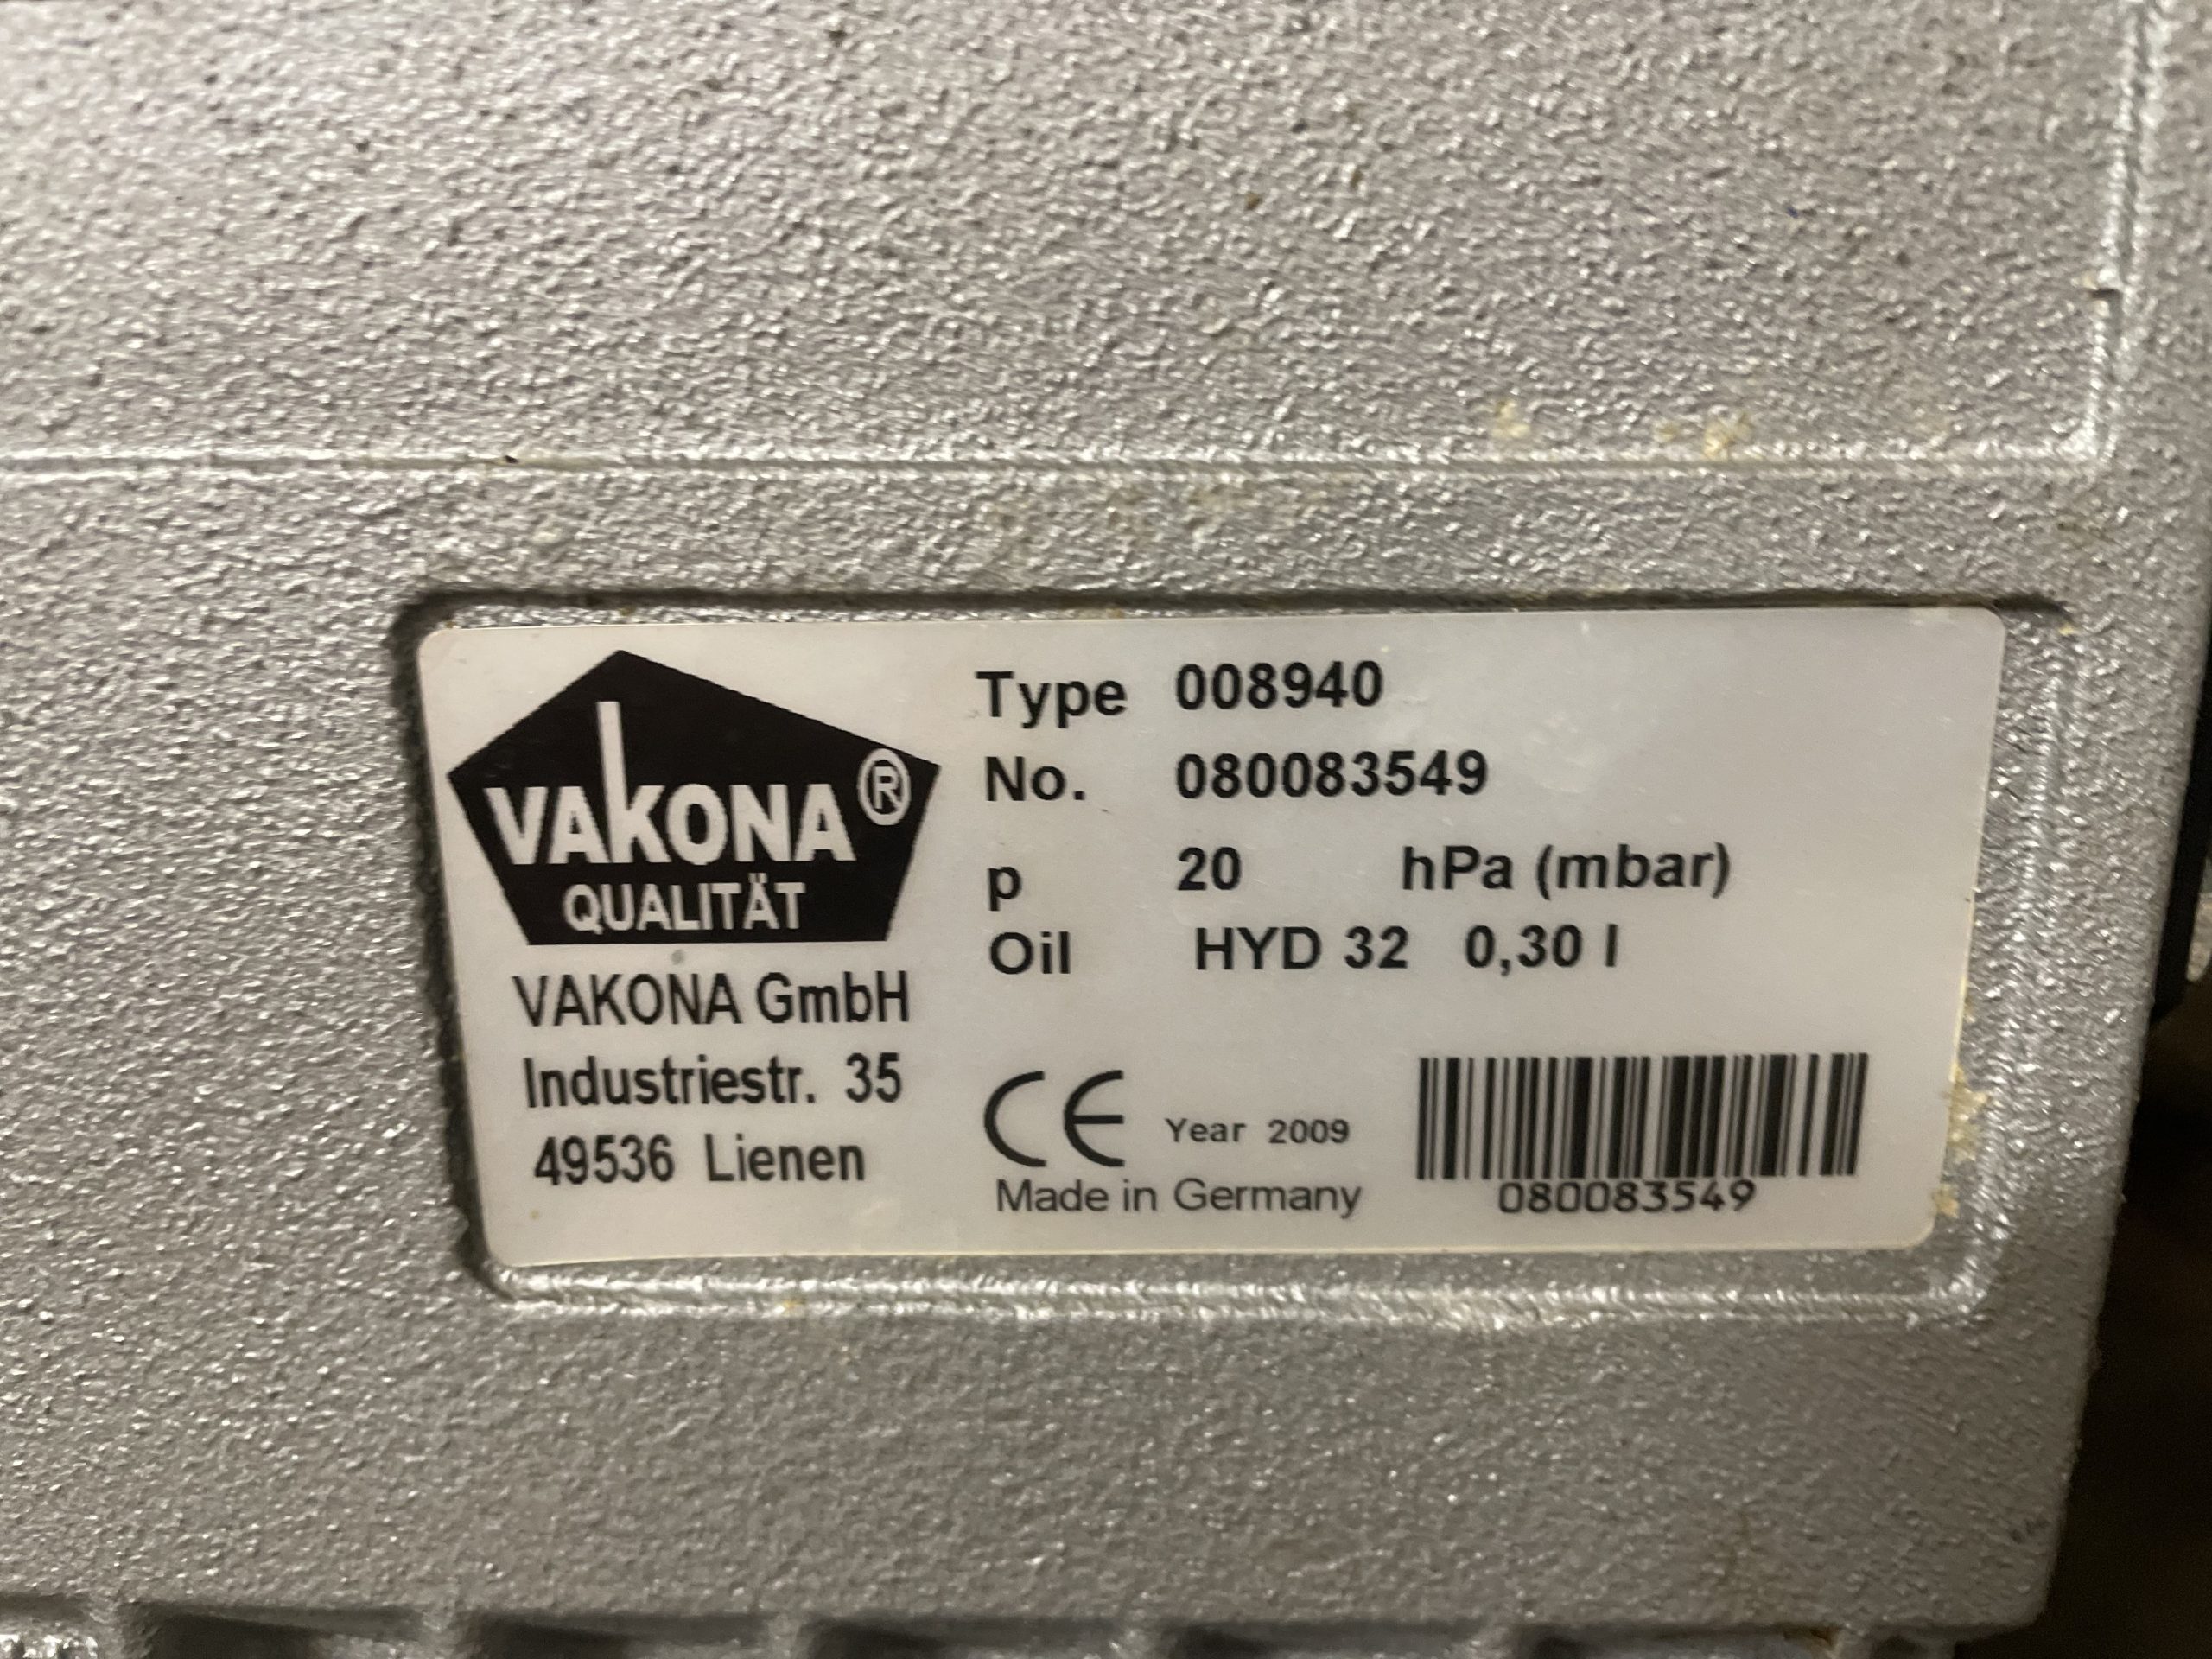 VAKONA®
QUALITÄT
VAKONA GmbH
Industriestr. 35
49536 Lienen
Type 008940
No. 080083549
p 20 hPa (mbar)
Oil HYD 32 0,30 l
CE Year 2009
Made in Germany
080083549